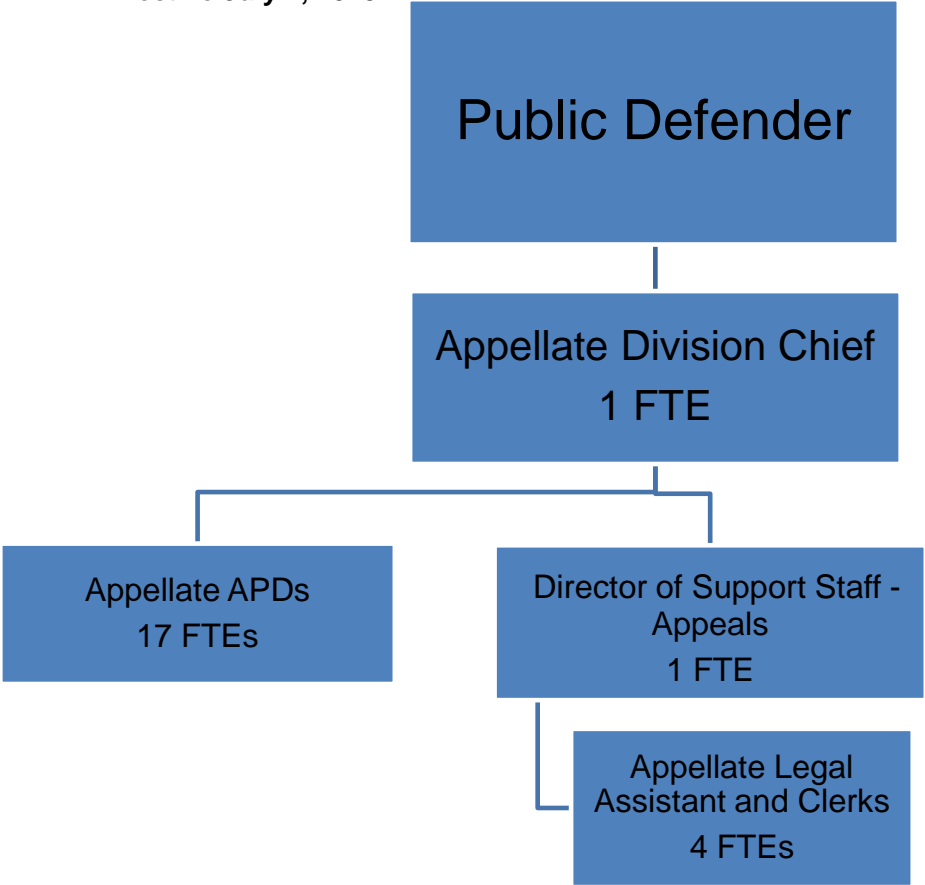 Public Defender
Appellate Division Chief
1 FTE
Appellate APDs
17 FTEs
Director of Support Staff -
Appeals
1 FTE
Appellate Legal
Assistant and Clerks
4 FTEs